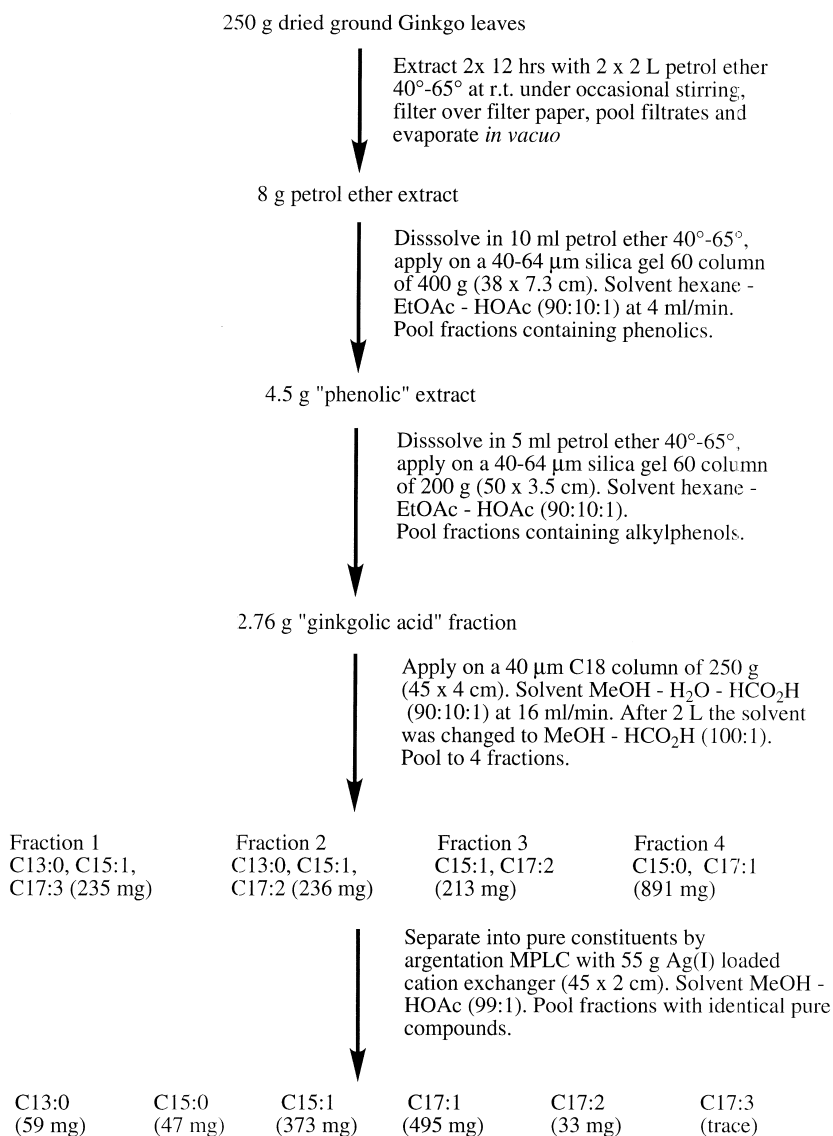 250 g dried ground Ginkgo leaves
Extract 2x 12 hrs with 2 x 2 L petrol ether
40°-65° at r.t. under occasional stirring,
filter over filter paper, pool filtrates and
evaporate in vacuo
8 g petrol ether extract
Disssolve in 10 ml petrol ether 40°-65°,
apply on a 40-64 μm silica gel 60 column
of 400 g (38 x 7.3 cm). Solvent hexane -
EtOAc - HOAc (90:10:1) at 4 ml/min.
Pool fractions containing phenolics.
4.5 g "phenolic" extract
Disssolve in 5 ml petrol ether 40°-65°,
apply on a 40-64 μm silica gel 60 column
of 200 g (50 x 3.5 cm). Solvent hexane -
EtOAc - HOAc (90:10:1).
Pool fractions containing alkylphenols.
2.76 g "ginkgolic acid" fraction
Apply on a 40 μm C18 column of 250 g
(45 x 4 cm). Solvent MeOH - H₂O - HCO₂H
(90:10:1) at 16 ml/min. After 2 L the solvent
was changed to MeOH - HCO₂H (100:1).
Pool to 4 fractions.
Fraction 1
C13:0, C15:1,
C17:3 (235 mg)
Fraction 2
C13:0, C15:1,
C17:2 (236 mg)
Fraction 3
C15:1, C17:2
(213 mg)
Fraction 4
C15:0, C17:1
(891 mg)
Separate into pure constituents by
argentation MPLC with 55 g Ag(I) loaded
cation exchanger (45 x 2 cm). Solvent MeOH -
HOAc (99:1). Pool fractions with identical pure
compounds.
C13:0
(59 mg)
C15:0
(47 mg)
C15:1
(373 mg)
C17:1
(495 mg)
C17:2
(33 mg)
C17:3
(trace)